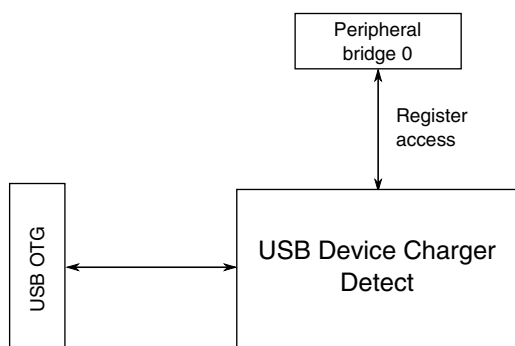 Peripheral
bridge 0
Register
access
USB OTG
USB Device Charger
Detect